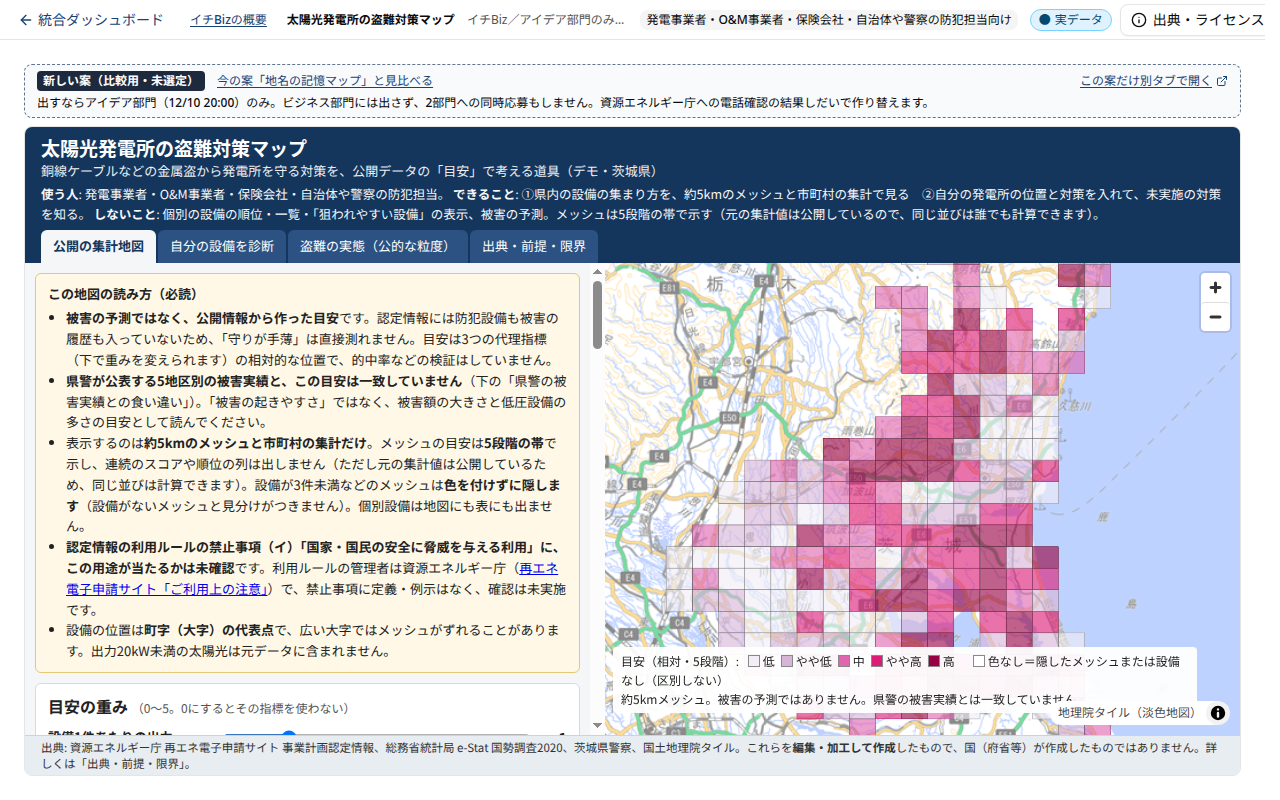 統合ダッシュボード
イチBizの概要
太陽光発電所の盗難対策マップ
イチBiz／アイデア部門のみ…
発電事業者・O&M事業者・保険会社・自治体や警察の防犯担当向け
実データ
出典・ライセンス
新しい案（比較用・未選定）
今の案「地名の記憶マップ」と見比べる
この案だけ別タブで開く
出すならアイデア部門（12/10 20:00）のみ。ビジネス部門には出さず、2部門への同時応募もしません。資源エネルギー庁への電話確認の結果しだいで作り替えます。
太陽光発電所の盗難対策マップ
銅線ケーブルなどの金属盗から発電所を守る対策を、公開データの「目安」で考える道具（デモ・茨城県）
使う人: 発電事業者・O&M事業者・保険会社・自治体や警察の防犯担当。 できること: ①県内の設備の集まり方を、約5kmのメッシュと市町村の集計で見る　②自分の発電所の位置と対策を入れて、未実施の対策
を知る。 しないこと: 個別の設備の順位・一覧・「狙われやすい設備」の表示、被害の予測。メッシュは5段階の帯で示す（元の集計値は公開しているので、同じ並びは誰でも計算できます）。
公開の集計地図
自分の設備を診断
盗難の実態（公的な粒度）
出典・前提・限界
この地図の読み方（必読）
被害の予測ではなく、公開情報から作った目安です。認定情報には防犯設備も被害の
履歴も入っていないため、「守りが手薄」は直接測れません。目安は3つの代理指標
（下で重みを変えられます）の相対的な位置で、的中率などの検証はしていません。
県警が公表する5地区別の被害実績と、この目安は一致していません（下の「県警の被
害実績との食い違い」）。「被害の起きやすさ」ではなく、被害額の大きさと低圧設備の
多さの目安として読んでください。
表示するのは約5kmのメッシュと市町村の集計だけ。メッシュの目安は5段階の帯で
示し、連続のスコアや順位の列は出しません（ただし元の集計値は公開しているた
め、同じ並びは計算できます）。設備が3件未満などのメッシュは色を付けずに隠しま
す（設備がないメッシュと見分けがつきません）。個別設備は地図にも表にも出ませ
ん。
認定情報の利用ルールの禁止事項（イ）「国家・国民の安全に脅威を与える利用」に、
この用途が当たるかは未確認です。利用ルールの管理者は資源エネルギー庁（再エネ
電子申請サイト「ご利用上の注意」）で、禁止事項に定義・例示はなく、確認は未実施
です。
設備の位置は町字（大字）の代表点で、広い大字ではメッシュがずれることがありま
す。出力20kW未満の太陽光は元データに含まれません。
目安の重み （0〜5。0にするとその指標を使わない）
栃 木
E81
E4
日光
宇都宮
E4
E50
高鈴山
久慈川
雨巻山
E4
E4
E6
E50
城
鹿
島
E4
C4
C4
+
−
目安（相対・5段階）: 低 やや低 中 やや高 高 色なし＝隠したメッシュまたは設備
なし（区別しない）
約5kmメッシュ。被害の予測ではありません。県警の被害実績とは一致していません
地理院タイル（淡色地図）
出典: 資源エネルギー庁 再エネ電子申請サイト 事業計画認定情報、総務省統計局 e-Stat 国勢調査2020、茨城県警察、国土地理院タイル。これらを編集・加工して作成したもので、国（府省等）が作成したものではありません。詳
しくは「出典・前提・限界」。